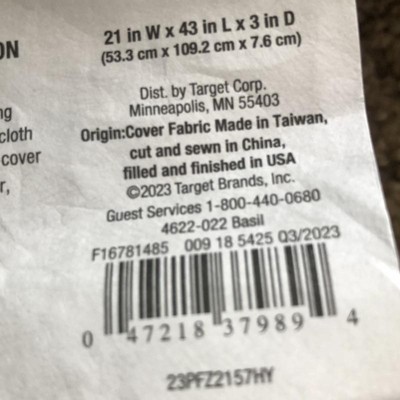 ON
21 in W x 43 in L x 3 in D
(53.3 cm x 109.2 cm x 7.6 cm)
Dist. by Target Corp.
Minneapolis, MN 55403
ng
cloth
cover
r,
Origin:Cover Fabric Made in Taiwan,
cut and sewn in China,
filled and finished in USA
©2023 Target Brands, Inc.
Guest Services 1-800-440-0680
4622-022 Basil
F16781485 009 18 5425 Q3/2023
0 47218 37989 4
23PFZ2157HY